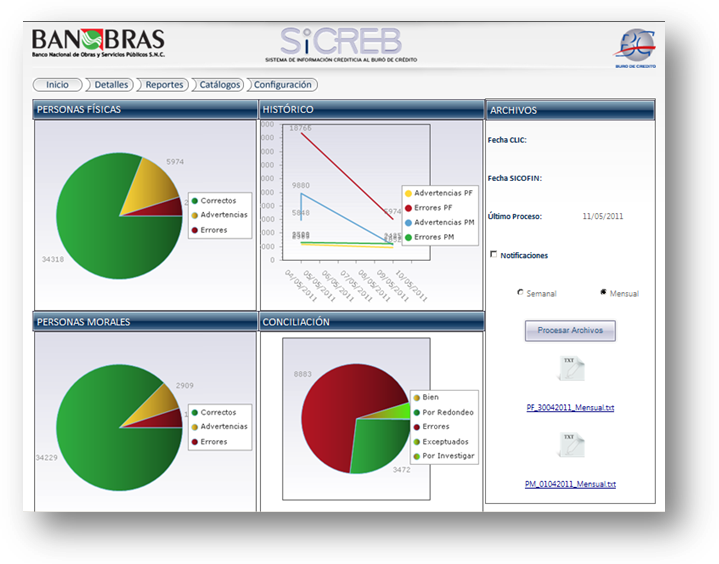 BANOBRAS
Banco Nacional de Obras y Servicios Públicos S.N.C.
SiCREB
SISTEMA DE INFORMACIÓN CREDITICIA AL BURÓ DE CRÉDITO
BC
BURÓ DE CRÉDITO
Inicio
Detalles
Reportes
Catálogos
Configuración
PERSONAS FÍSICAS
5974
34318
Correctos
Advertencias
Errores
HISTÓRICO
18766
9880
5848
5974
Advertencias PF
Errores PF
Advertencias PM
Errores PM
0
04/05/2011
05/05/2011
06/05/2011
07/05/2011
08/05/2011
09/05/2011
10/05/2011
ARCHIVOS
Fecha CLIC:
Fecha SICOFIN:
Último Proceso: 11/05/2011
Notificaciones
Semanal
Mensual
Procesar Archivos
TXT
PF_30042011_Mensual.txt
TXT
PM_01042011_Mensual.txt
PERSONAS MORALES
2909
34229
Correctos
Advertencias
Errores
CONCILIACIÓN
8883
3472
Bien
Por Redondeo
Errores
Exceptuados
Por Investigar